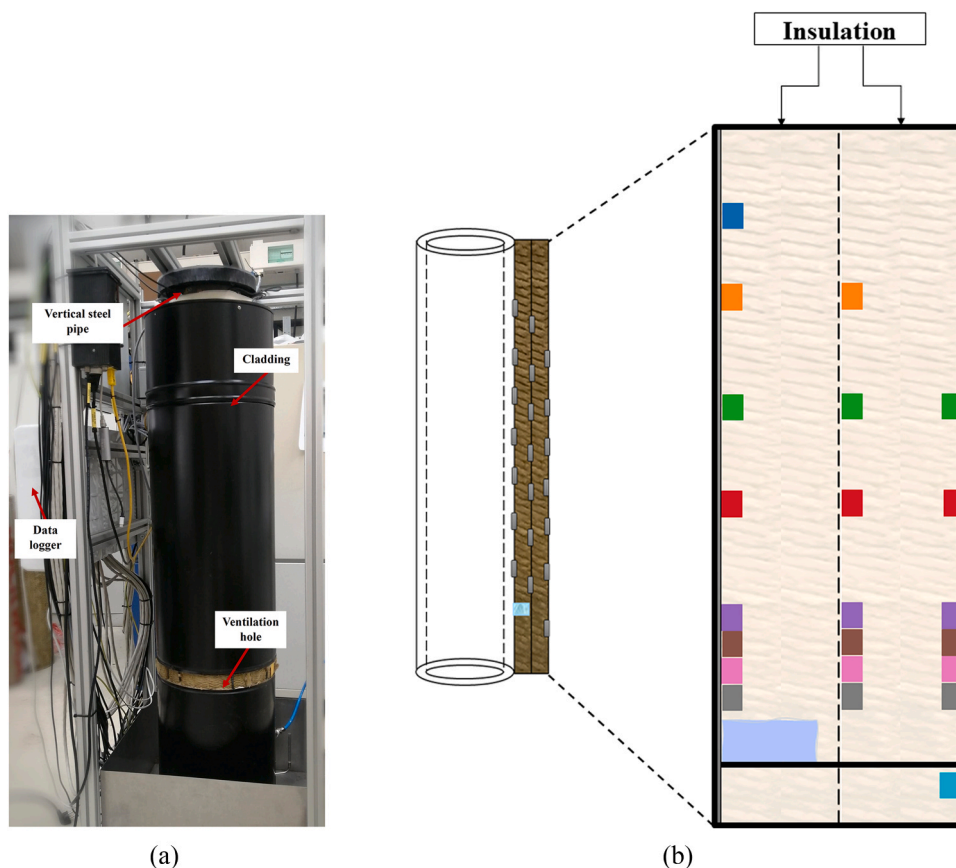 Insulation
Vertical steel
pipe
Cladding
Data
logger
Ventilation
hole
(a)
(b)